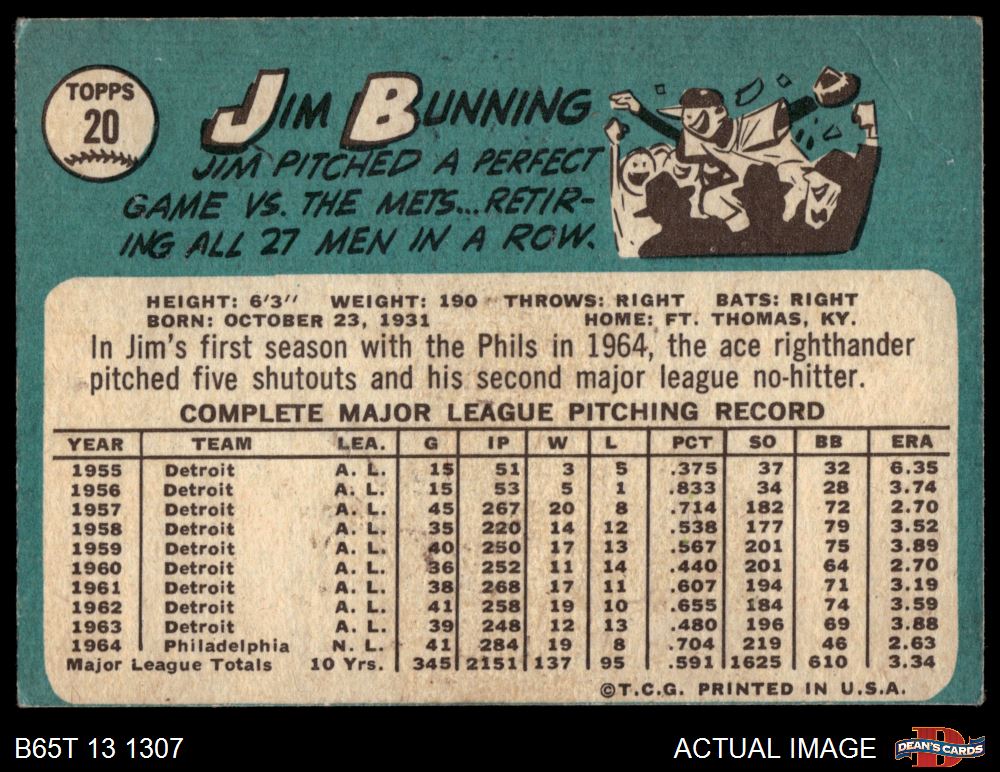 TOPPS
20
JIM BUNNING
JIM PITCHED A PERFECT
GAME VS. THE METS...RETIR-
ING ALL 27 MEN IN A ROW.
HEIGHT: 6'3" WEIGHT: 190 THROWS: RIGHT BATS: RIGHT
BORN: OCTOBER 23, 1931 HOME: FT. THOMAS, KY.
In Jim's first season with the Phils in 1964, the ace righthander
pitched five shutouts and his second major league no-hitter.
COMPLETE MAJOR LEAGUE PITCHING RECORD
YEAR TEAM LEA. G IP W L PCT SO BB ERA
1955 Detroit A. L. 15 51 3 5 .375 37 32 6.35
1956 Detroit A. L. 15 53 5 1 .833 34 28 3.74
1957 Detroit A. L. 45 267 20 8 .714 182 72 2.70
1958 Detroit A. L. 35 220 14 12 .538 177 79 3.52
1959 Detroit A. L. 40 250 17 13 .567 201 75 3.89
1960 Detroit A. L. 36 252 11 14 .440 201 64 2.70
1961 Detroit A. L. 38 268 17 11 .607 194 71 3.19
1962 Detroit A. L. 41 258 19 10 .655 184 74 3.59
1963 Detroit A. L. 39 248 12 13 .480 196 69 3.88
1964 Philadelphia N. L. 41 284 19 8 .704 219 46 2.63
Major League Totals 10 Yrs. 345 2151 137 95 .591 1625 610 3.34
©T.C.G. PRINTED IN U.S.A.
B65T 13 1307 ACTUAL IMAGE
D
DEAN'S CARDS